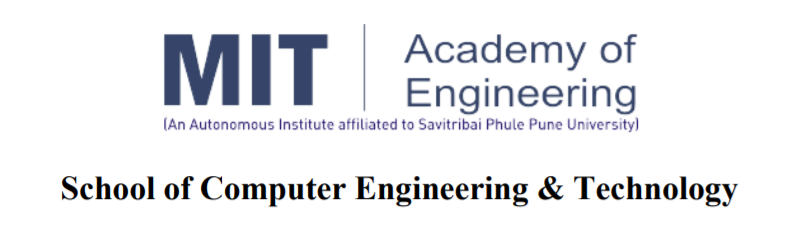 MIT
Academy of
Engineering
(An Autonomous Institute affiliated to Savitribai Phule Pune University)
School of Computer Engineering & Technology